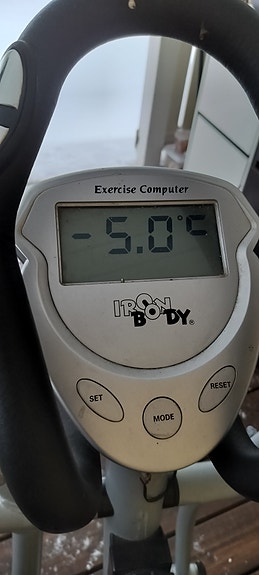 Exercise Computer
-5.0°C
IRON
BODY®
SET
MODE
RESET